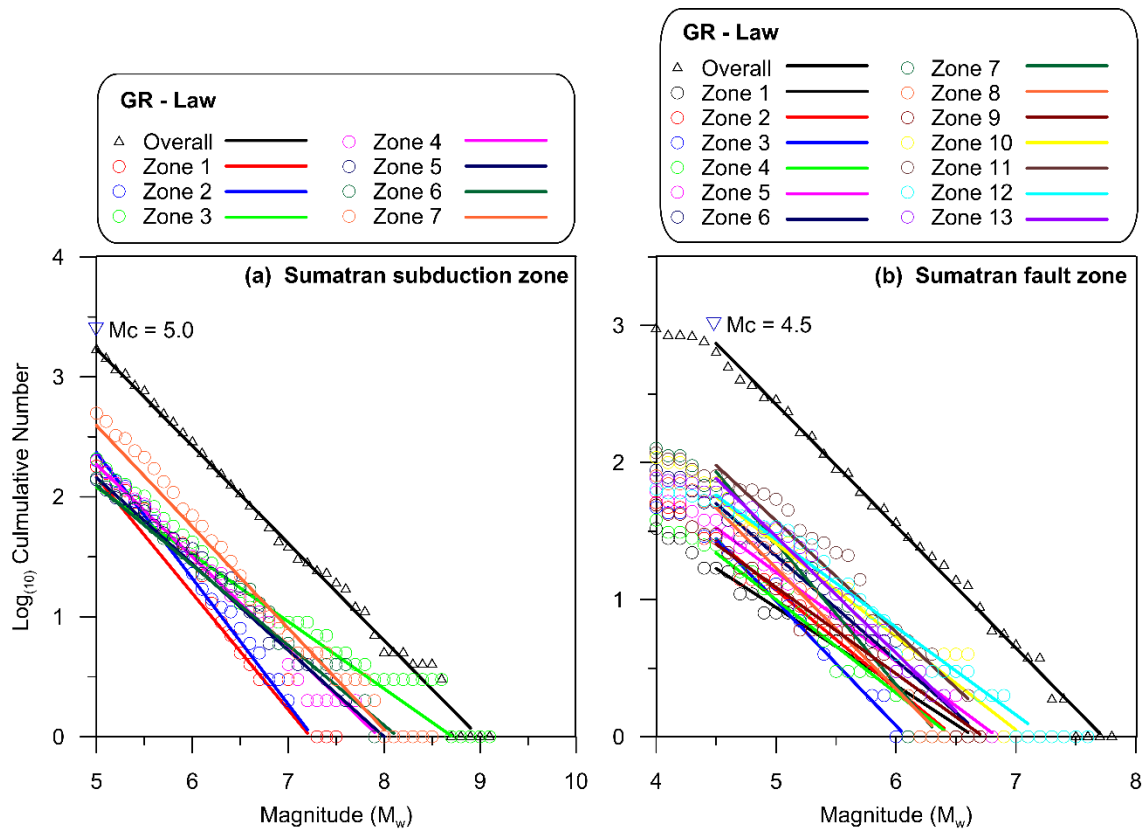 GR - Law
Overall
Zone 1
Zone 2
Zone 3
Zone 4
Zone 5
Zone 6
Zone 7
GR - Law
Overall
Zone 1
Zone 2
Zone 3
Zone 4
Zone 5
Zone 6
Zone 7
Zone 8
Zone 9
Zone 10
Zone 11
Zone 12
Zone 13
(a) Sumatran subduction zone
Mc = 5.0
4
3
2
1
0
Log(10) Culmulative Number
5 6 7 8 9 10
Magnitude (Mw)
(b) Sumatran fault zone
Mc = 4.5
3
2
1
0
4 5 6 7 8
Magnitude (Mw)